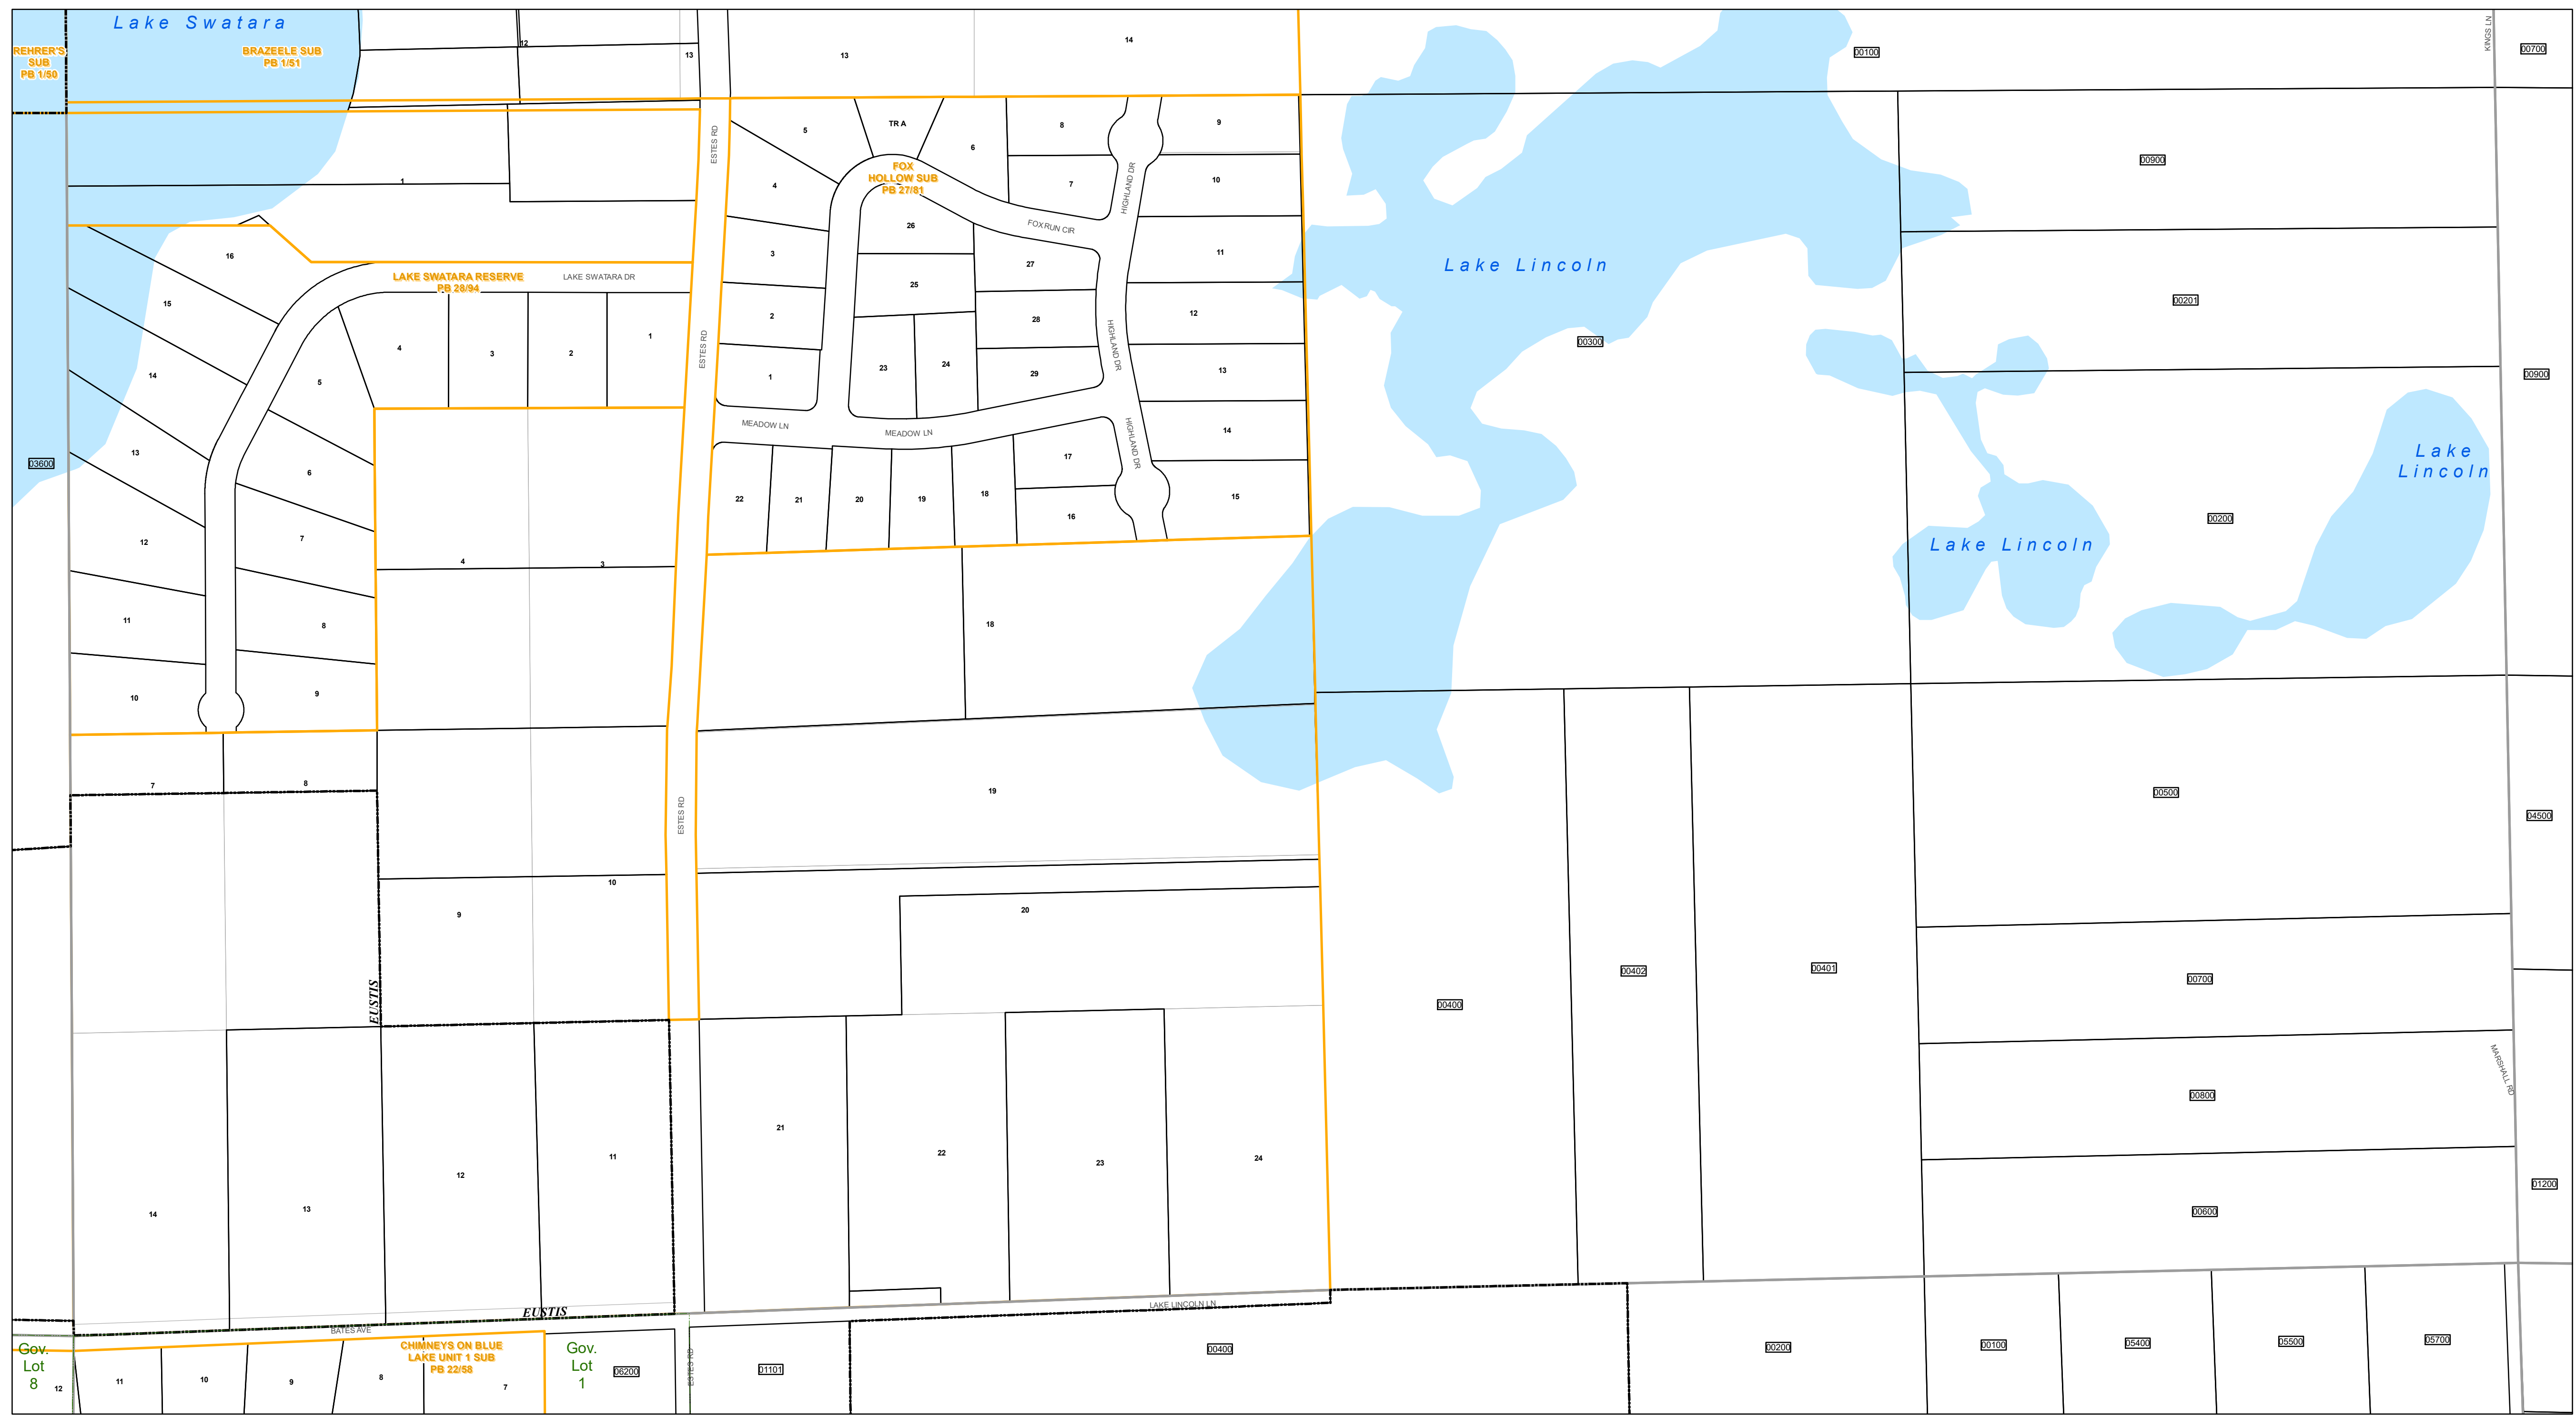 Lake Swatara
REHRER'S
SUB
PB 1/50
BRAZEELE SUB
PB 1/51
12
13
13
14
00100
KINGS LN
00700
1
ESTES RD
5
TR A
6
8
9
FOX
HOLLOW SUB
PB 27/81
4
7
HIGHLAND DR
10
00900
26
FOXRUN CIR
3
11
27
25
Lake Lincoln
16
LAKE SWATARA RESERVE
PB 28/94
LAKE SWATARA DR
15
00201
2
28
12
HIGHLAND DR
00300
4
3
2
1
ESTES RD
14
5
1
23
24
29
13
00900
MEADOW LN
MEADOW LN
HIGHLAND DR
14
13
03600
6
17
Lake
Lincoln
22
21
20
19
18
15
16
00200
12
7
Lake Lincoln
4
3
11
8
18
10
9
7
8
19
00500
ESTES RD
04500
10
9
20
EUSTIS
00400
00402
00401
00700
MARSHALL RD
00800
21
22
23
24
11
12
13
14
01200
00600
EUSTIS
LAKE LINCOLN LN
BATES AVE
Gov.
Lot
8
12
11
10
9
8
7
CHIMNEYS ON BLUE
LAKE UNIT 1 SUB
PB 22/58
Gov.
Lot
1
06200
ESTES RD
01101
00400
00200
00100
05400
05500
05700